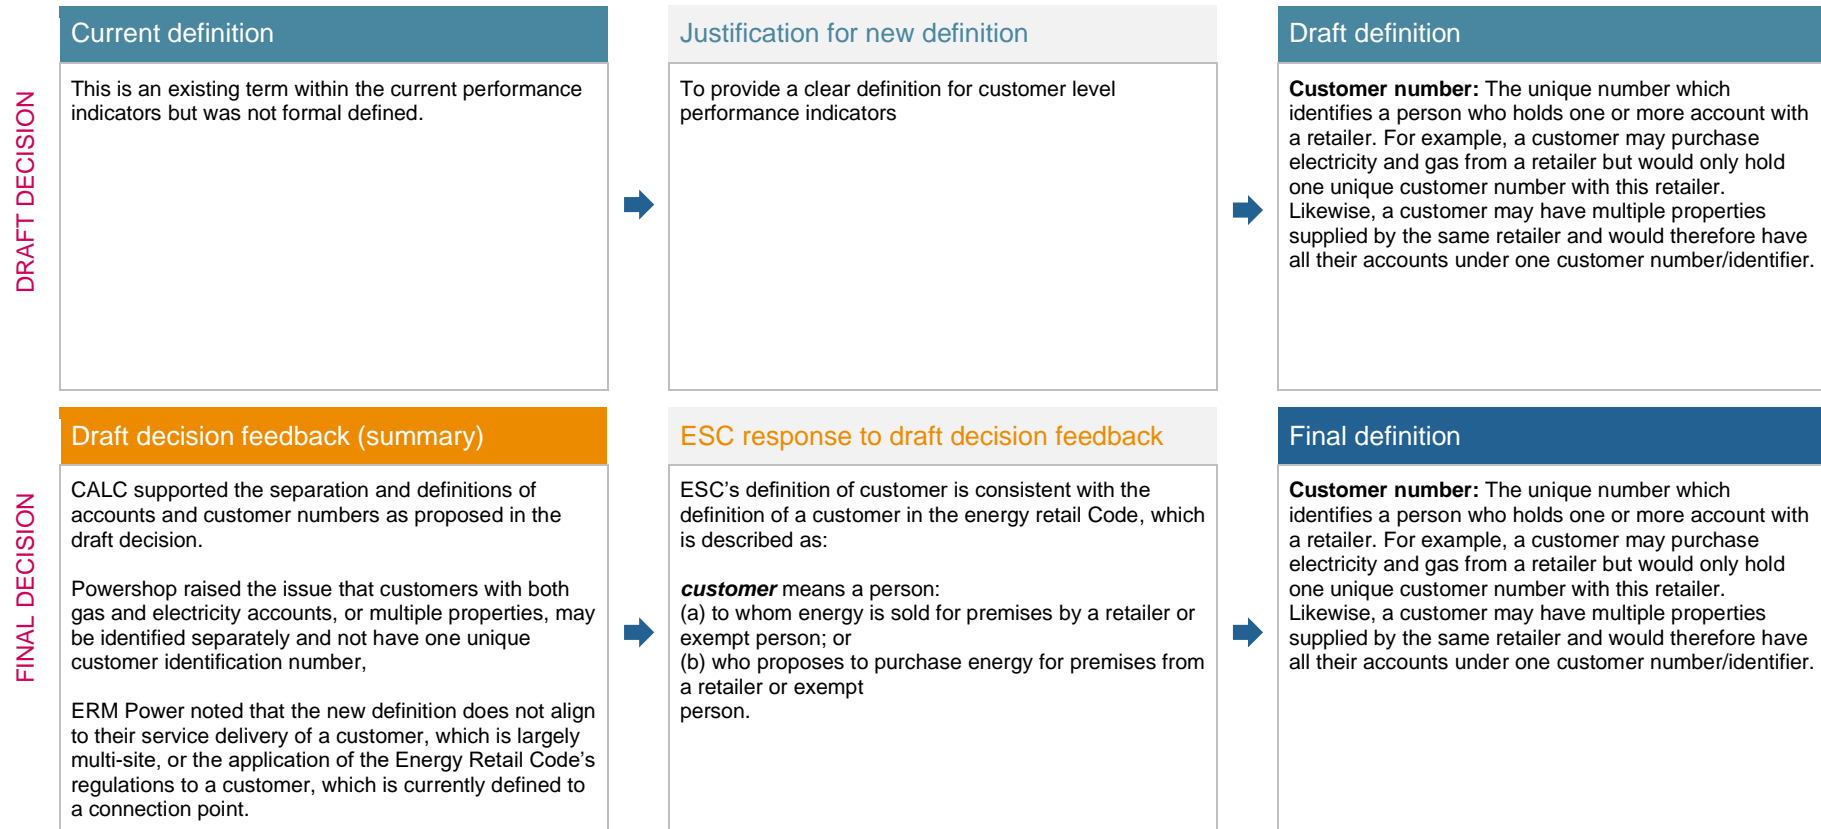 DRAFT DECISION
Current definition
This is an existing term within the current performance
indicators but was not formal defined.
Justification for new definition
To provide a clear definition for customer level
performance indicators
Draft definition
Customer number: The unique number which
identifies a person who holds one or more account with
a retailer. For example, a customer may purchase
electricity and gas from a retailer but would only hold
one unique customer number with this retailer.
Likewise, a customer may have multiple properties
supplied by the same retailer and would therefore have
all their accounts under one customer number/identifier.
FINAL DECISION
Draft decision feedback (summary)
CALC supported the separation and definitions of
accounts and customer numbers as proposed in the
draft decision.
Powershop raised the issue that customers with both
gas and electricity accounts, or multiple properties, may
be identified separately and not have one unique
customer identification number,
ERM Power noted that the new definition does not align
to their service delivery of a customer, which is largely
multi-site, or the application of the Energy Retail Code's
regulations to a customer, which is currently defined to
a connection point.
ESC response to draft decision feedback
ESC's definition of customer is consistent with the
definition of a customer in the energy retail Code, which
is described as:
customer means a person:
(a) to whom energy is sold for premises by a retailer or
exempt person; or
(b) who proposes to purchase energy for premises from
a retailer or exempt
person.
Final definition
Customer number: The unique number which
identifies a person who holds one or more account with
a retailer. For example, a customer may purchase
electricity and gas from a retailer but would only hold
one unique customer number with this retailer.
Likewise, a customer may have multiple properties
supplied by the same retailer and would therefore have
all their accounts under one customer number/identifier.